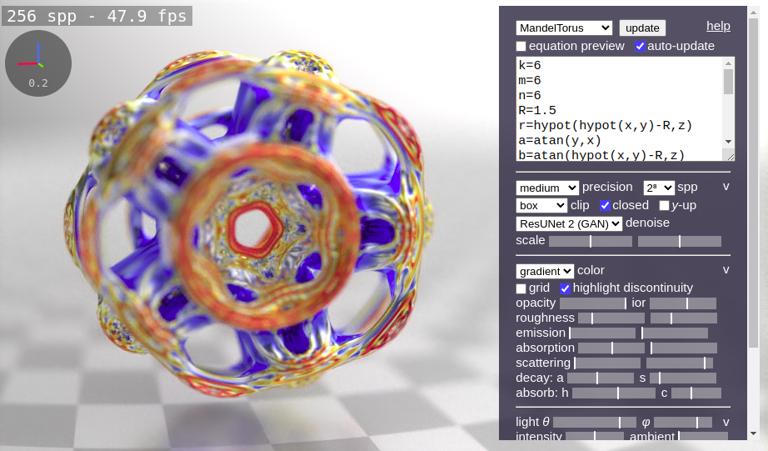 256 spp - 47.9 fps
0.2
MandelTorus update help
equation preview auto-update
k=6
m=6
n=6
R=1.5
r=hypot(hypot(x,y)-R,z)
a=atan(y,x)
b=atan(hypot(x,y)-R,z)
medium precision 2⁸ spp v
box clip closed y-up
ResUNet 2 (GAN) denoise
scale
gradient color v
grid highlight discontinuity
opacity ior
roughness
emission
absorption
scattering
decay: a s
absorb: h c
light θ φ v
intensity ambient